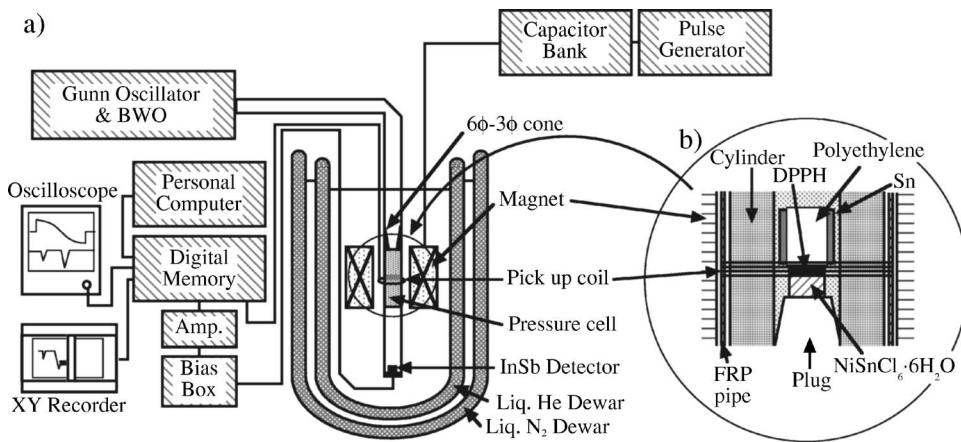 a)
Capacitor
Bank
Pulse
Generator
Gunn Oscillator
& BWO
6ϕ-3ϕ cone
Oscilloscope
Personal
Computer
Digital
Memory
Amp.
Bias
Box
XY Recorder
Magnet
Pick up coil
Pressure cell
InSb Detector
Liq. He Dewar
Liq. N₂ Dewar
b)
Polyethylene
Cylinder
DPPH
Sn
FRP
pipe
Plug
NiSnCl₆·6H₂O